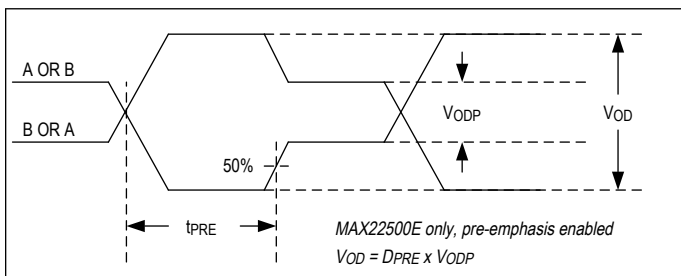 A OR B
B OR A
VODP
VOD
50%
tPRE
MAX22500E only, pre-emphasis enabled
VOD = DPRE x VODP